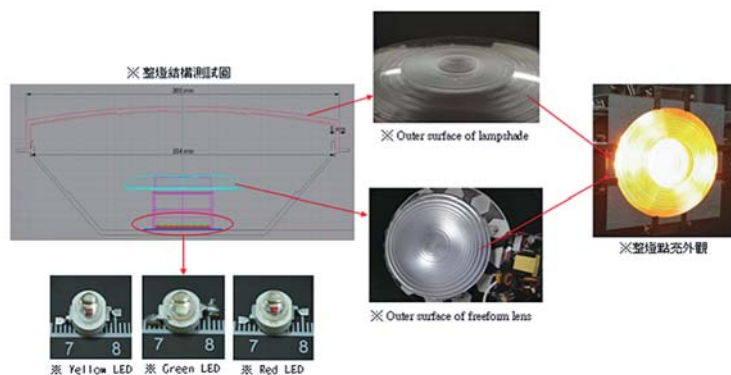 ※ 整燈結構測試圖
※ Outer surface of lampshade
※ Outer surface of freeform lens
※整燈點亮外觀
7 8
7 8
7 8
※ Yellow LED
※ Green LED
※ Red LED